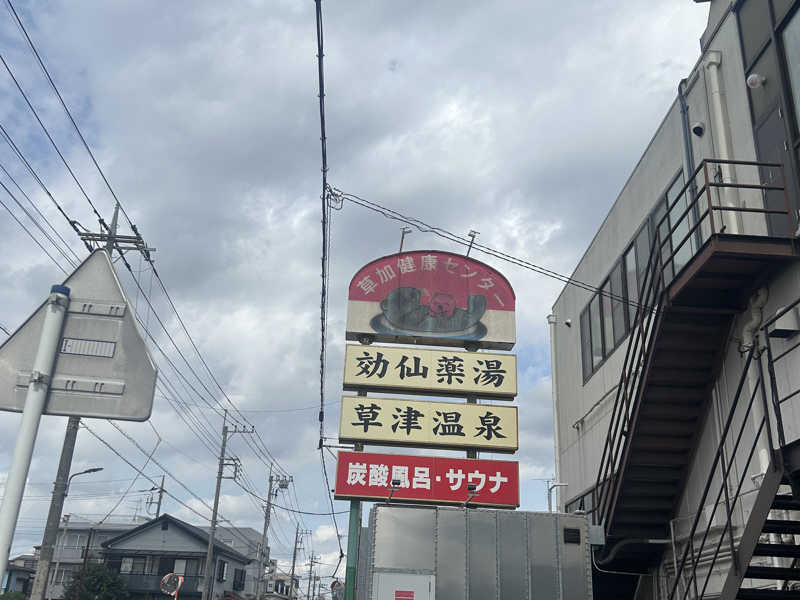 草加健康センター
効仙薬湯
草津温泉
炭酸風呂・サウナ